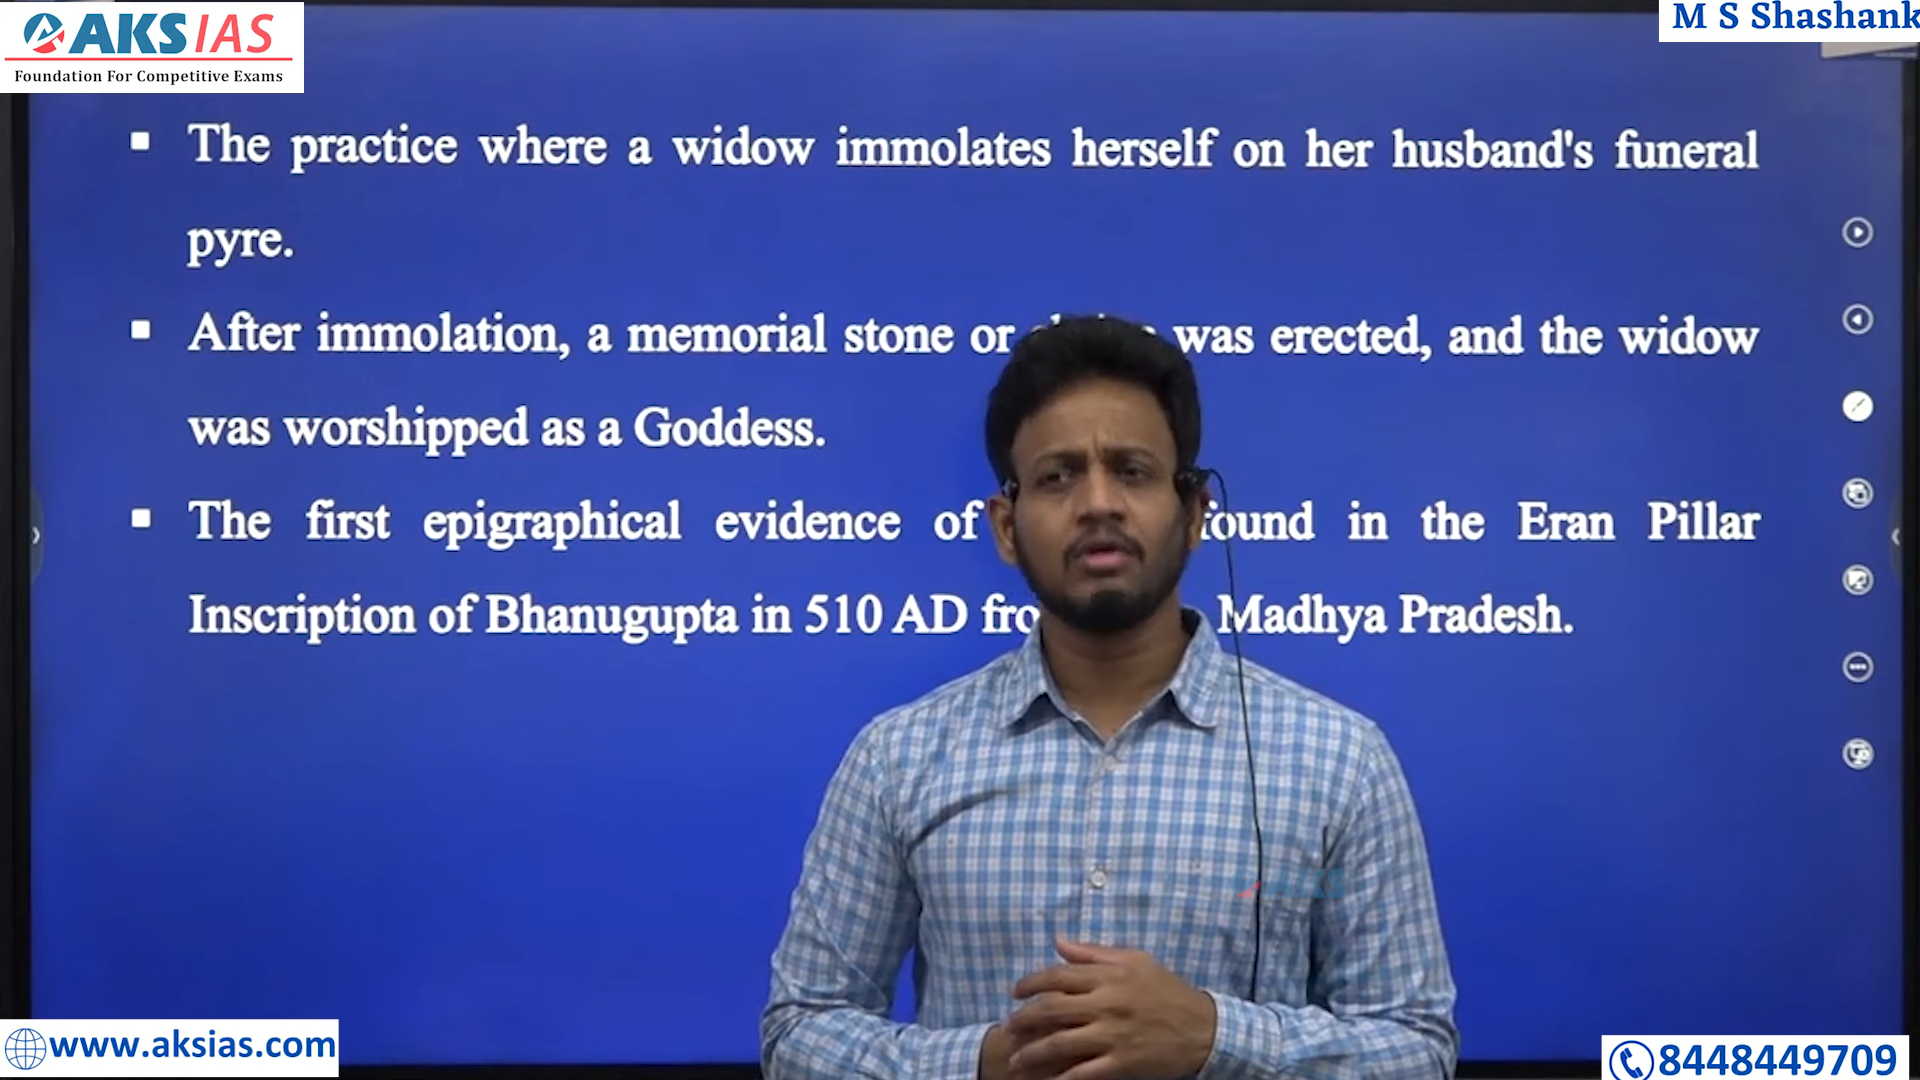 AKSIAS
Foundation For Competitive Exams
M S Shashank
The practice where a widow immolates herself on her husband's funeral
pyre.
After immolation, a memorial stone or was erected, and the widow
was worshipped as a Goddess.
The first epigraphical evidence of found in the Eran Pillar
Inscription of Bhanugupta in 510 AD Madhya Pradesh.
AKS
www.aksias.com
8448449709